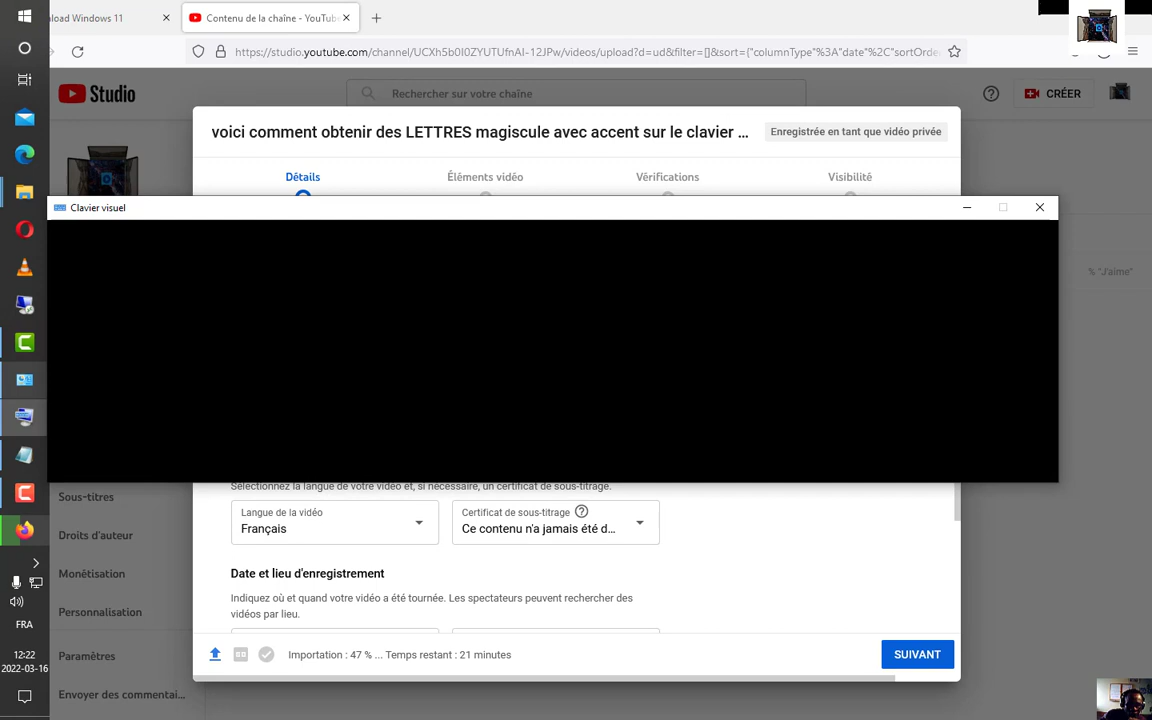 nload Windows 11
Contenu de la chaîne - YouTub
https://studio.youtube.com/channel/UCXh5b0I0ZYUTUfnAI-12JPw/videos/upload?d=ud&filter=[]&sort={"columnType"%3A"date"%2C"sortOrde
Studio
Rechercher sur votre chaîne
CRÉER
voici comment obtenir des LETTRES magiscule avec accent sur le clavier ...
Enregistrée en tant que vidéo privée
Détails
Éléments vidéo
Vérifications
Visibilité
Clavier visuel
% "J'aime"
Sélectionnez la langue de votre vidéo et, si nécessaire, un certificat de sous-titrage.
Sous-titres
Langue de la vidéo
Français
Certificat de sous-titrage
Ce contenu n'a jamais été d...
Droits d'auteur
Monétisation
Date et lieu d'enregistrement
Indiquez où et quand votre vidéo a été tournée. Les spectateurs peuvent rechercher des
vidéos par lieu.
Personnalisation
FRA
Paramètres
Importation : 47 % ... Temps restant : 21 minutes
SUIVANT
12:22
2022-03-16
Envoyer des commentai...